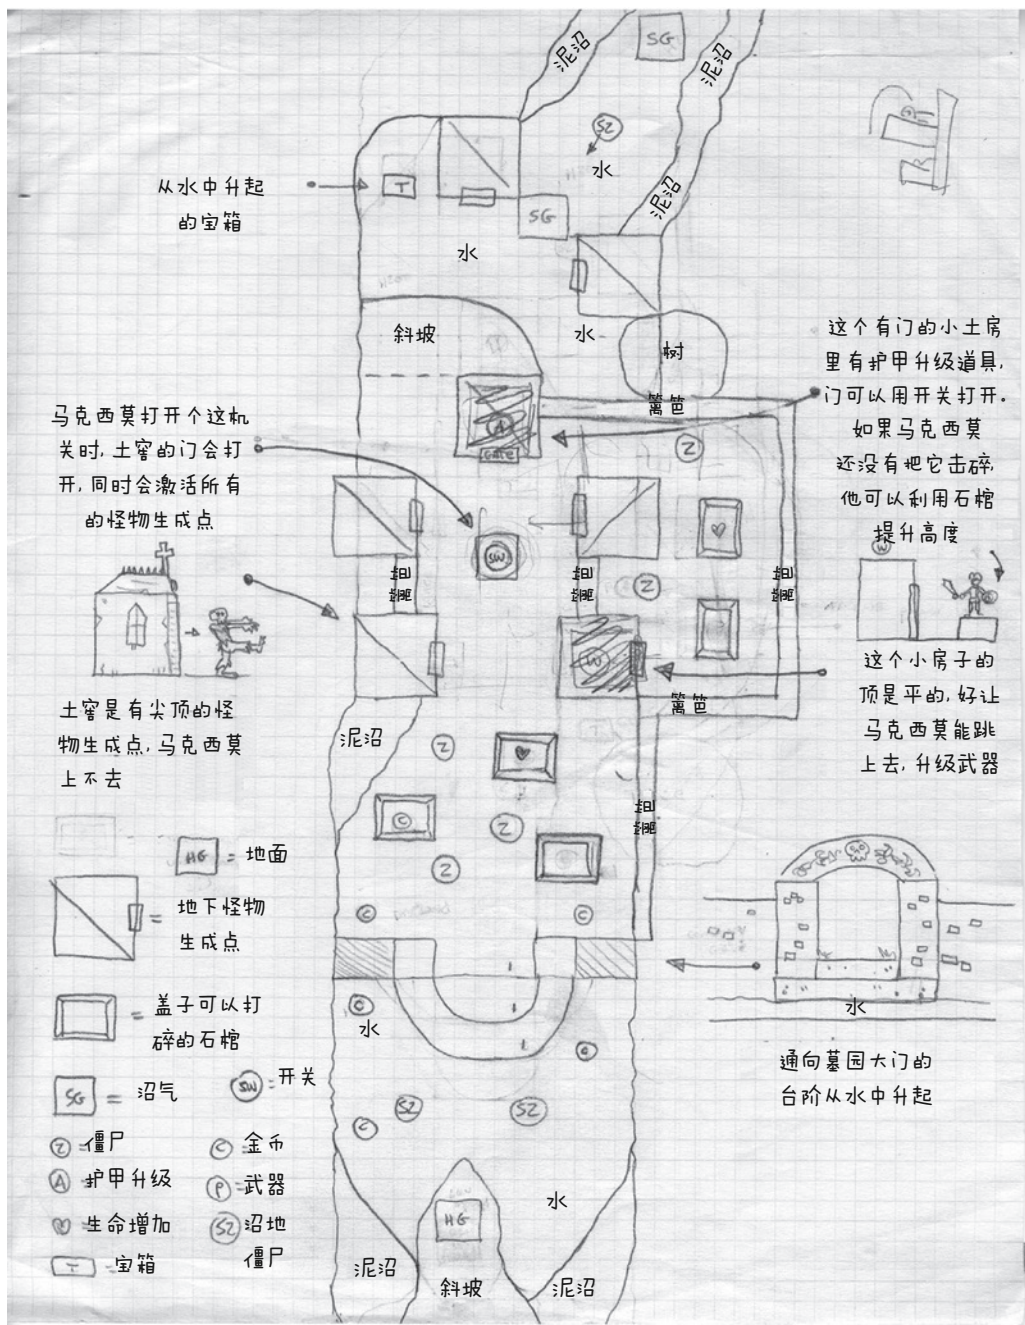 泥沼
SG
泥沼
SZ
水
从水中升起
的宝箱
T
泥沼
SG
水
斜坡
水
树
篱笆
这个有门的小土房
里有护甲升级道具,
门可以用开关打开。
如果马克西莫
还没有把它击碎,
他可以利用石棺
提升高度
A
GATE
Z
马克西莫打开个这机
关时,土窖的门会打
开,同时会激活所有
的怪物生成点
SW
W
Z
W
篱笆
这个小房子的
顶是平的,好让
马克西莫能跳
上去,升级武器
土窖是有尖顶的怪
物生成点,马克西莫
上不去
泥沼
Z
C
Z
Z
C
C
HG = 地面
= 地下怪物
生成点
= 盖子可以打
碎的石棺
SG = 沼气
SW = 开关
Z = 僵尸
C = 金币
A = 护甲升级
P = 武器
= 生命增加
SZ = 沼地
僵尸
T = 宝箱
C
水
C
C
SZ
SZ
水
通向墓园大门的
台阶从水中升起
HG
水
泥沼
斜坡
泥沼